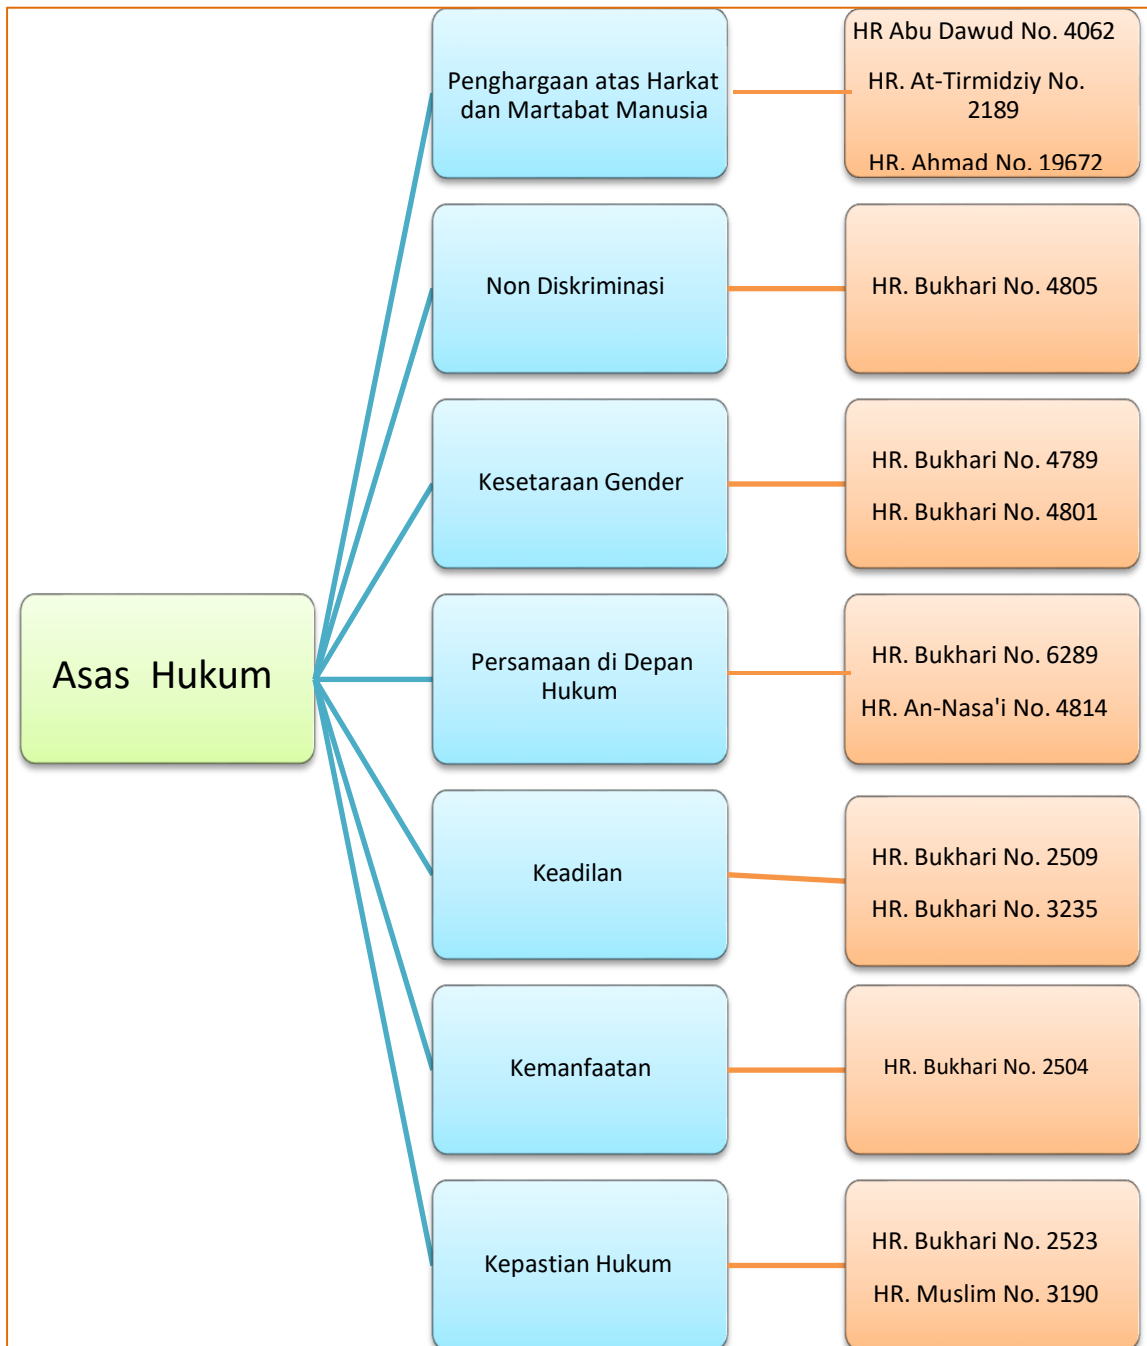 Asas Hukum
Penghargaan atas Harkat
dan Martabat Manusia
HR Abu Dawud No. 4062
HR. At-Tirmidziy No.
2189
HR. Ahmad No. 19672
Non Diskriminasi
HR. Bukhari No. 4805
Kesetaraan Gender
HR. Bukhari No. 4789
HR. Bukhari No. 4801
Persamaan di Depan
Hukum
HR. Bukhari No. 6289
HR. An-Nasa'i No. 4814
Keadilan
HR. Bukhari No. 2509
HR. Bukhari No. 3235
Kemanfaatan
HR. Bukhari No. 2504
Kepastian Hukum
HR. Bukhari No. 2523
HR. Muslim No. 3190